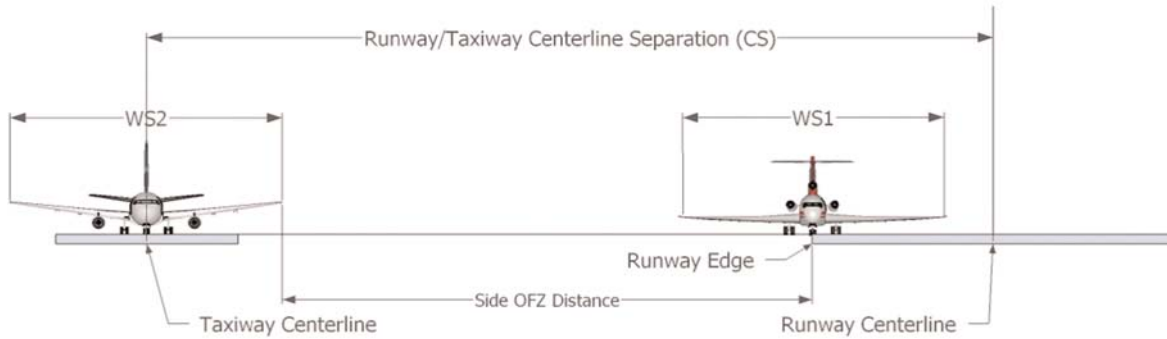 Runway/Taxiway Centerline Separation (CS)
WS2
WS1
Runway Edge
Side OFZ Distance
Taxiway Centerline
Runway Centerline